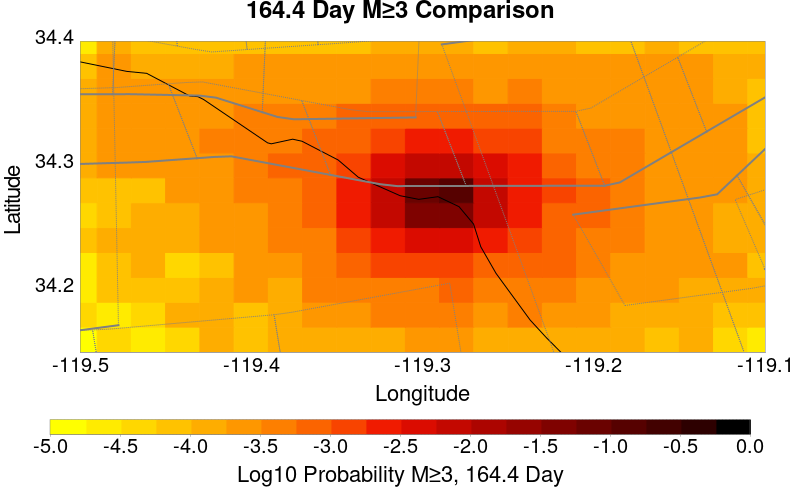 164.4 Day M≥3 Comparison
34.4
34.3
34.2
Latitude
-119.5 -119.4 -119.3 -119.2 -119.1
Longitude
-5.0 -4.5 -4.0 -3.5 -3.0 -2.5 -2.0 -1.5 -1.0 -0.5 0.0
Log10 Probability M≥3, 164.4 Day